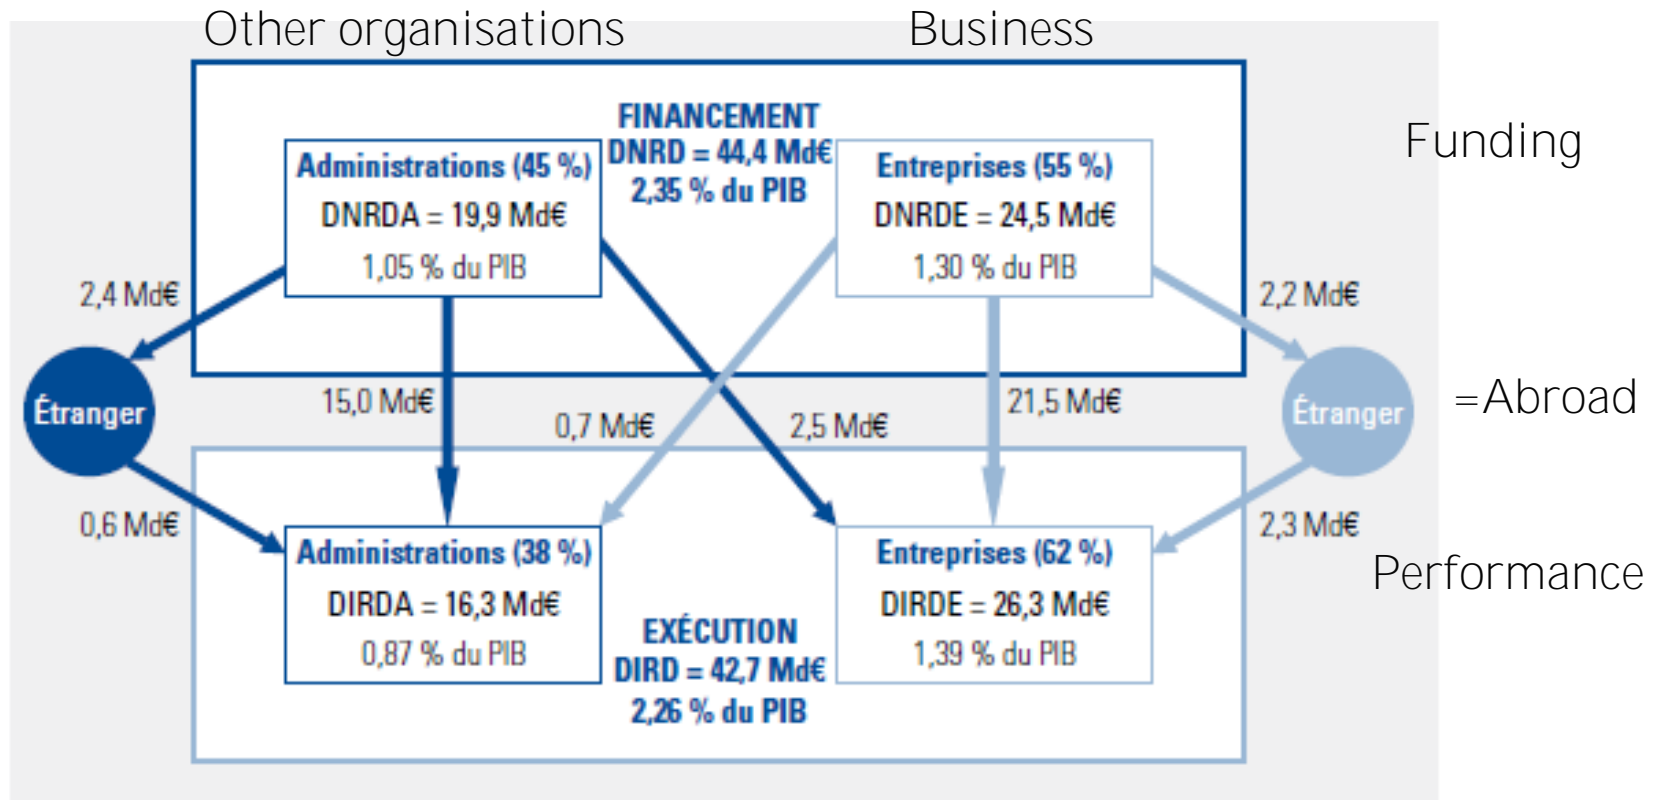 Other organisations
Business
Funding
FINANCEMENT
DNRD = 44,4 Md€
2,35 % du PIB
Administrations (45 %)
DNRDA = 19,9 Md€
1,05 % du PIB
Entreprises (55 %)
DNRDE = 24,5 Md€
1,30 % du PIB
2,4 Md€
2,2 Md€
Étranger
15,0 Md€
0,7 Md€
2,5 Md€
21,5 Md€
Étranger
=Abroad
0,6 Md€
2,3 Md€
Performance
Administrations (38 %)
DIRDA = 16,3 Md€
0,87 % du PIB
EXÉCUTION
DIRD = 42,7 Md€
2,26 % du PIB
Entreprises (62 %)
DIRDE = 26,3 Md€
1,39 % du PIB